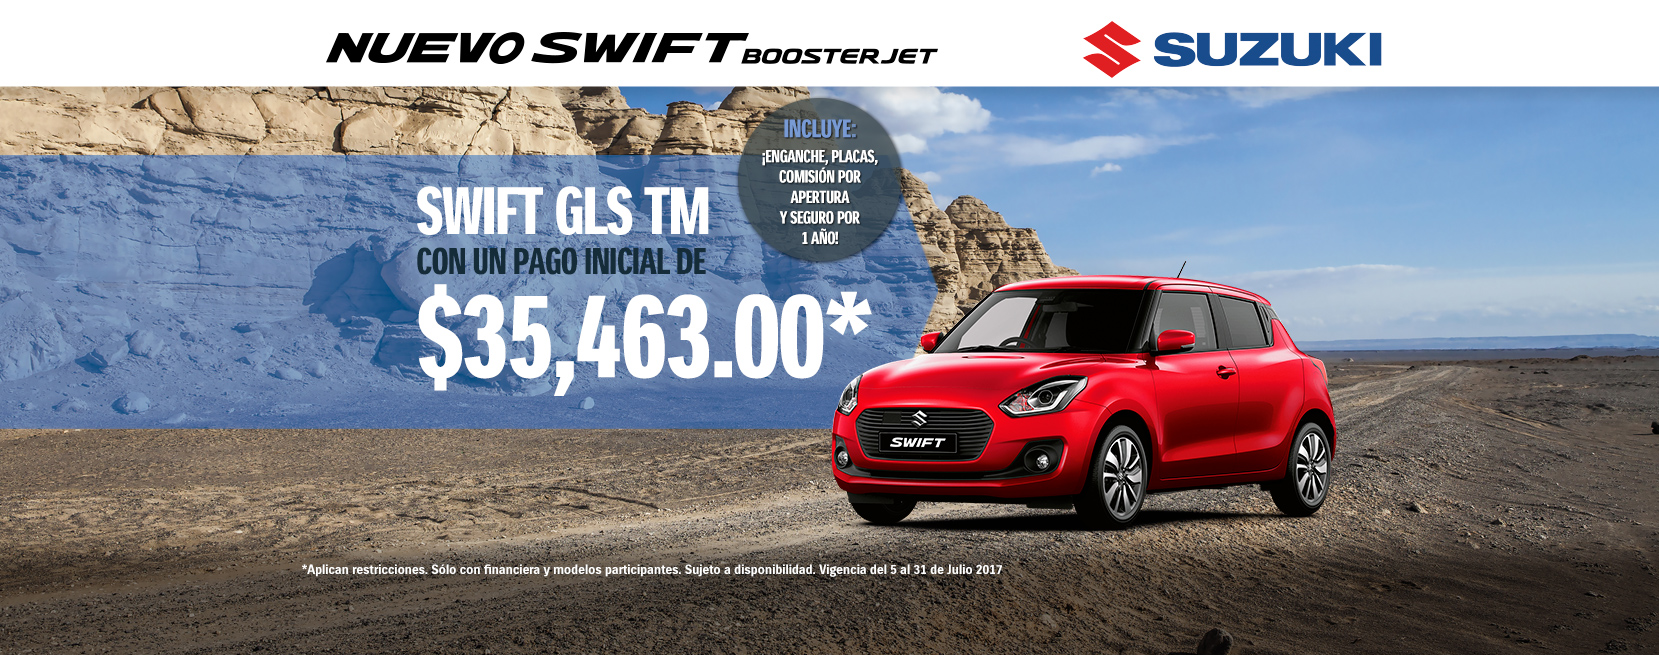 NUEVO SWIFT BOOSTERJET
SUZUKI
INCLUYE:
¡ENGANCHE, PLACAS,
COMISIÓN POR
APERTURA
Y SEGURO POR
1 AÑO!
SWIFT GLS TM
CON UN PAGO INICIAL DE
$35,463.00*
SWIFT
*Aplican restricciones. Sólo con financiera y modelos participantes. Sujeto a disponibilidad. Vigencia del 5 al 31 de Julio 2017